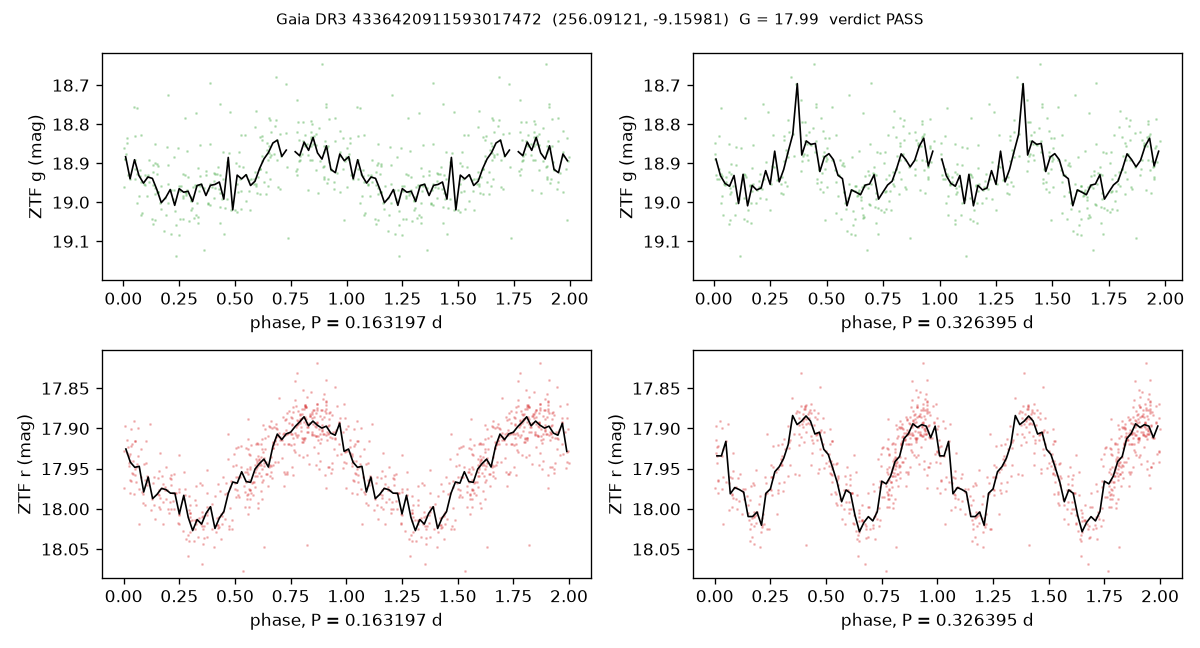 Gaia DR3 4336420911593017472 (256.09121, -9.15981) G = 17.99 verdict PASS
ZTF g (mag)
18.7
18.8
18.9
19.0
19.1
0.00 0.25 0.50 0.75 1.00 1.25 1.50 1.75 2.00
phase, P = 0.163197 d
ZTF g (mag)
18.7
18.8
18.9
19.0
19.1
0.00 0.25 0.50 0.75 1.00 1.25 1.50 1.75 2.00
phase, P = 0.326395 d
ZTF r (mag)
17.85
17.90
17.95
18.00
18.05
0.00 0.25 0.50 0.75 1.00 1.25 1.50 1.75 2.00
phase, P = 0.163197 d
ZTF r (mag)
17.85
17.90
17.95
18.00
18.05
0.00 0.25 0.50 0.75 1.00 1.25 1.50 1.75 2.00
phase, P = 0.326395 d